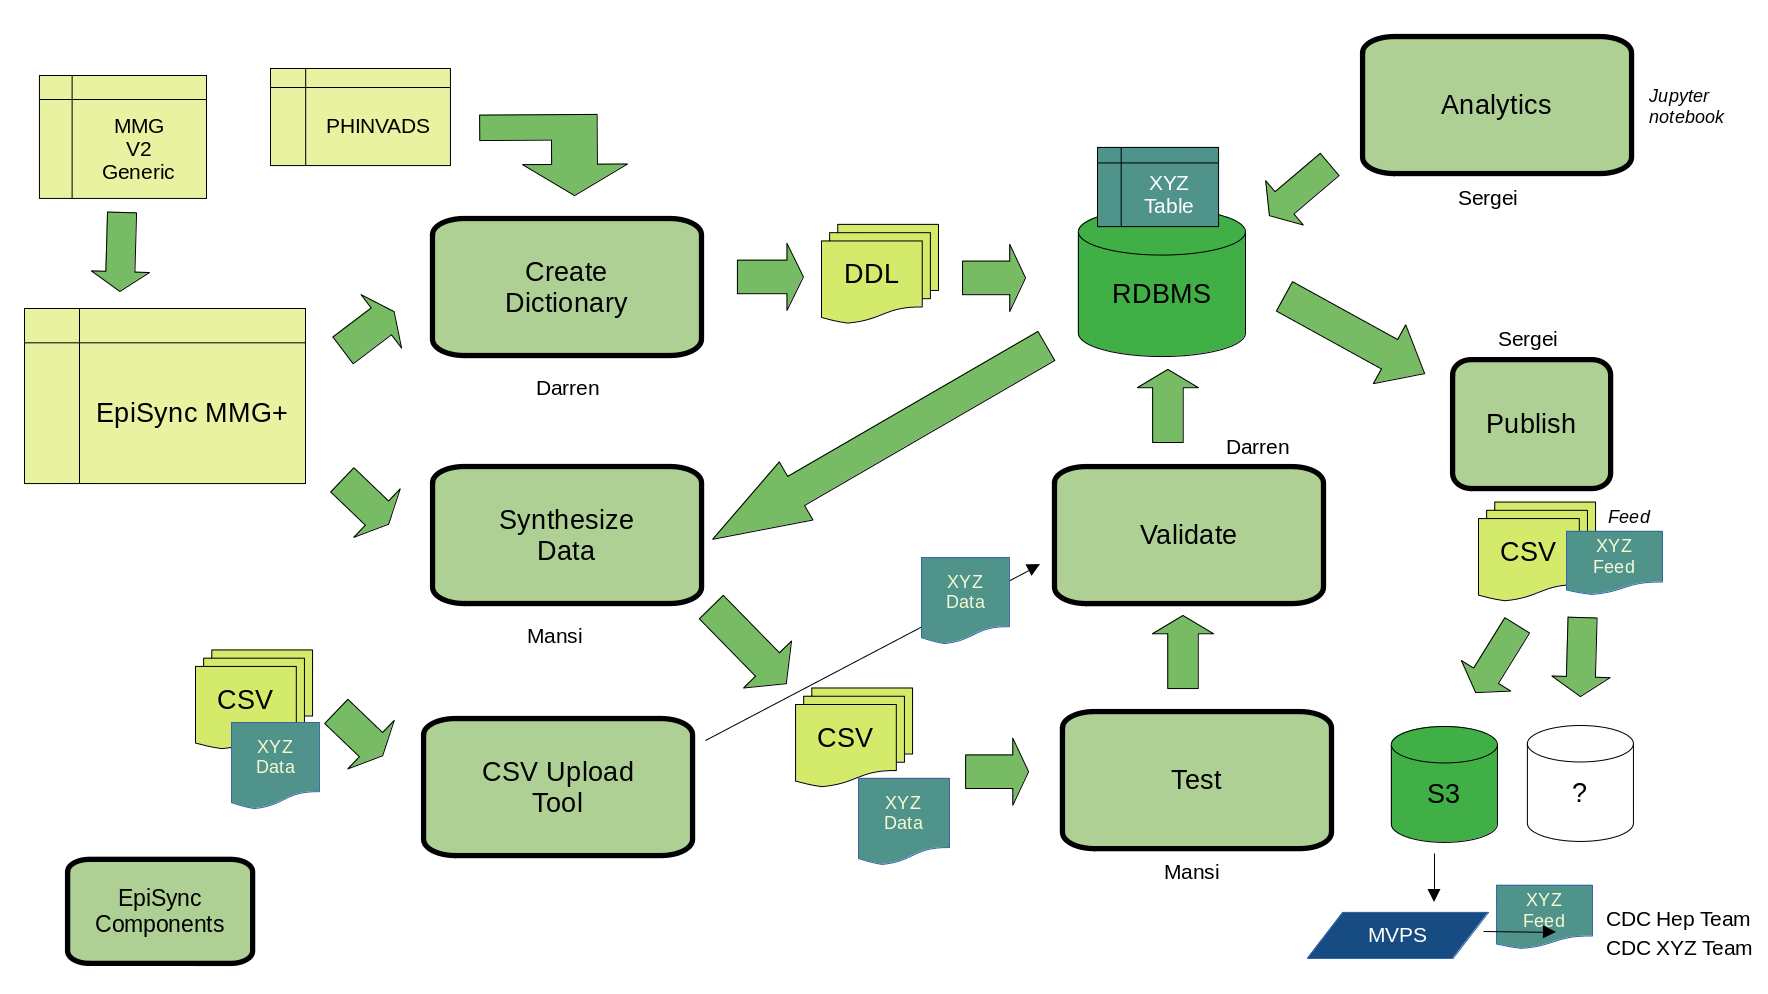 MMG
V2
Generic
PHINVADS
Analytics
Jupyter
notebook
Sergei
XYZ
Table
RDBMS
Create
Dictionary
DDL
Darren
EpiSync MMG+
Sergei
Publish
Darren
Synthesize
Data
Mansi
Validate
CSV
Feed
XYZ
Feed
XYZ
Data
CSV
XYZ
Data
CSV Upload
Tool
CSV
XYZ
Data
Test
Mansi
S3
?
EpiSync
Components
MVPS
XYZ
Feed
CDC Hep Team
CDC XYZ Team